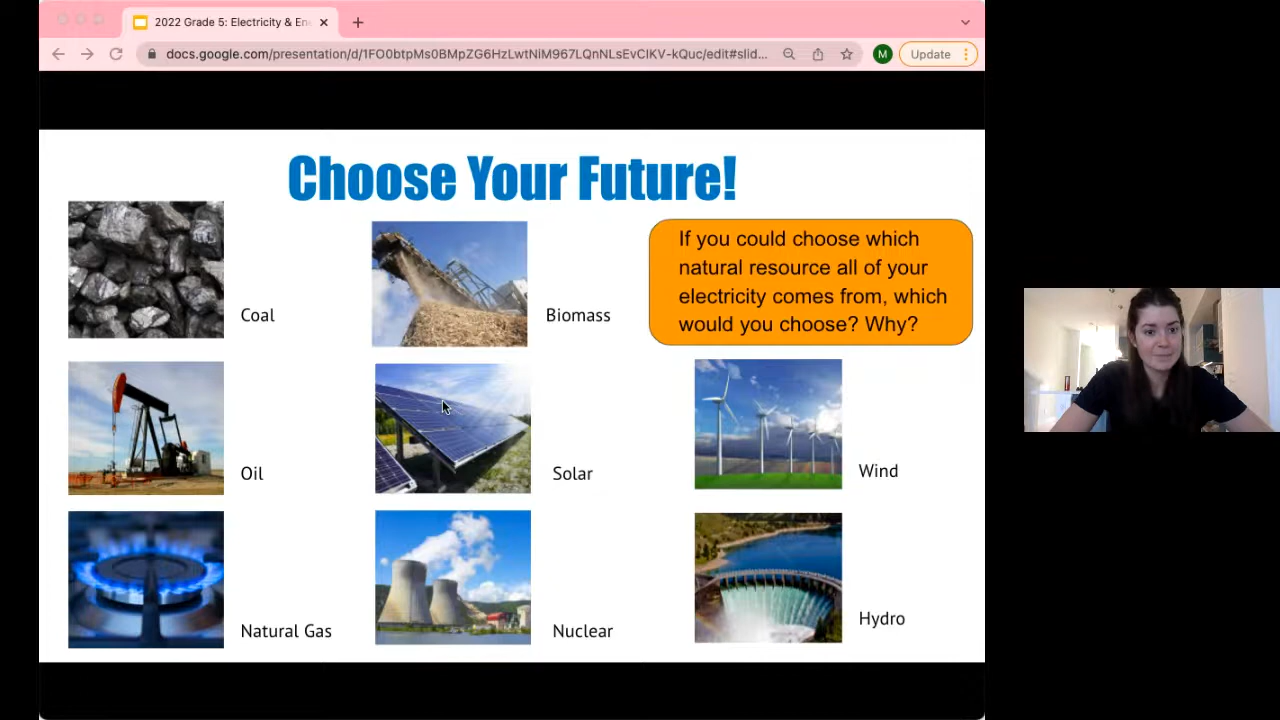 2022 Grade 5: Electricity & En
docs.google.com/presentation/d/1FO0btpMs0BMpZG6HzLwtNiM967LQnNLsEvCIKV-kQuc/edit#slid...
M
Update
Choose Your Future!
If you could choose which
natural resource all of your
electricity comes from, which
would you choose? Why?
Coal
Biomass
Oil
Solar
Wind
Natural Gas
Nuclear
Hydro